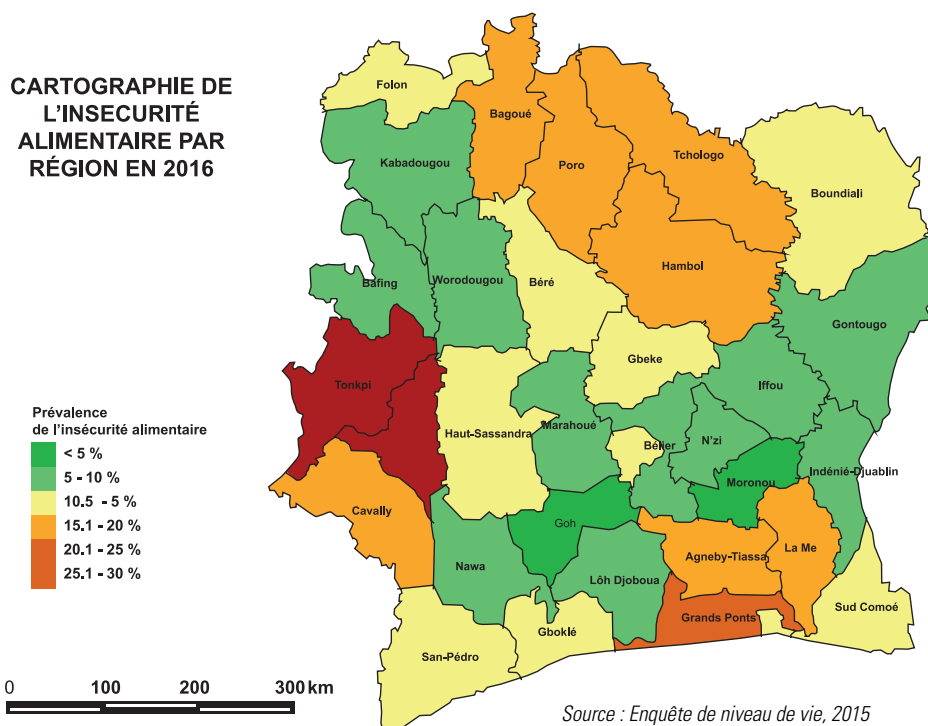 CARTOGRAPHIE DE
L'INSECURITÉ
ALIMENTAIRE PAR
RÉGION EN 2016
Folon
Bagoué
Kabadougou
Poro
Tchologo
Boundiali
Bafing
Worodougou
Béré
Hambol
Gontougo
Tonkpi
Gbeke
Iffou
Haut-Sassandra
Marahoué
Bélier
N'zi
Indénié-Djuablin
Moronou
Cavally
Goh
Nawa
Lôh Djoboua
Agneby-Tiassa
La Me
Grands Ponts
Sud Comoé
San-Pédro
Gboklé
Prévalence
de l'insécurité alimentaire
< 5 %
5 - 10 %
10.5 - 5 %
15.1 - 20 %
20.1 - 25 %
25.1 - 30 %
0 100 200 300 km
Source : Enquête de niveau de vie, 2015